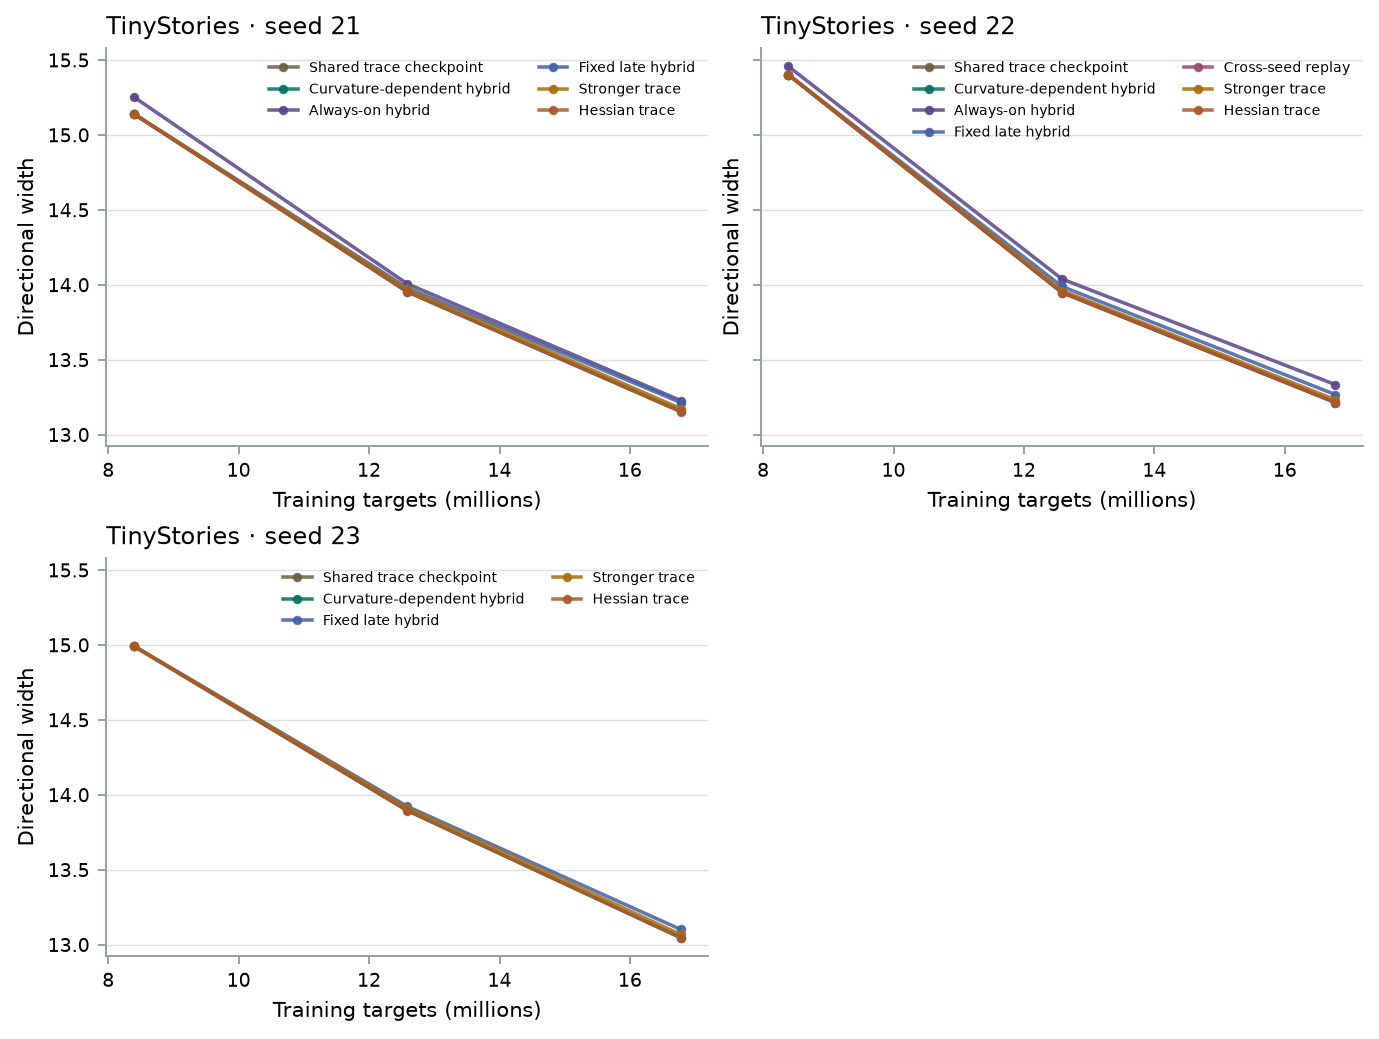 TinyStories · seed 21
Directional width
15.5
15.0
14.5
14.0
13.5
13.0
Shared trace checkpoint
Curvature-dependent hybrid
Always-on hybrid
Fixed late hybrid
Stronger trace
Hessian trace
8 10 12 14 16
Training targets (millions)
TinyStories · seed 22
Directional width
Shared trace checkpoint
Curvature-dependent hybrid
Always-on hybrid
Fixed late hybrid
Cross-seed replay
Stronger trace
Hessian trace
8 10 12 14 16
Training targets (millions)
TinyStories · seed 23
Directional width
15.5
15.0
14.5
14.0
13.5
13.0
Shared trace checkpoint
Curvature-dependent hybrid
Fixed late hybrid
Stronger trace
Hessian trace
8 10 12 14 16
Training targets (millions)